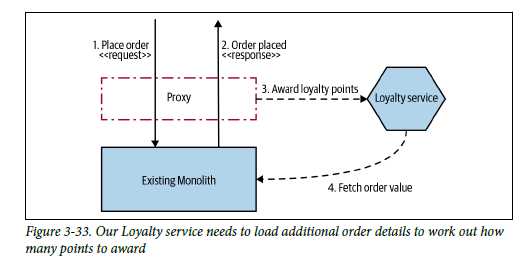 1. Place order
<<request>>
2. Order placed
<<response>>
Proxy
3. Award loyalty points
Loyalty service
Existing Monolith
4. Fetch order value
Figure 3-33. Our Loyalty service needs to load additional order details to work out how
many points to award